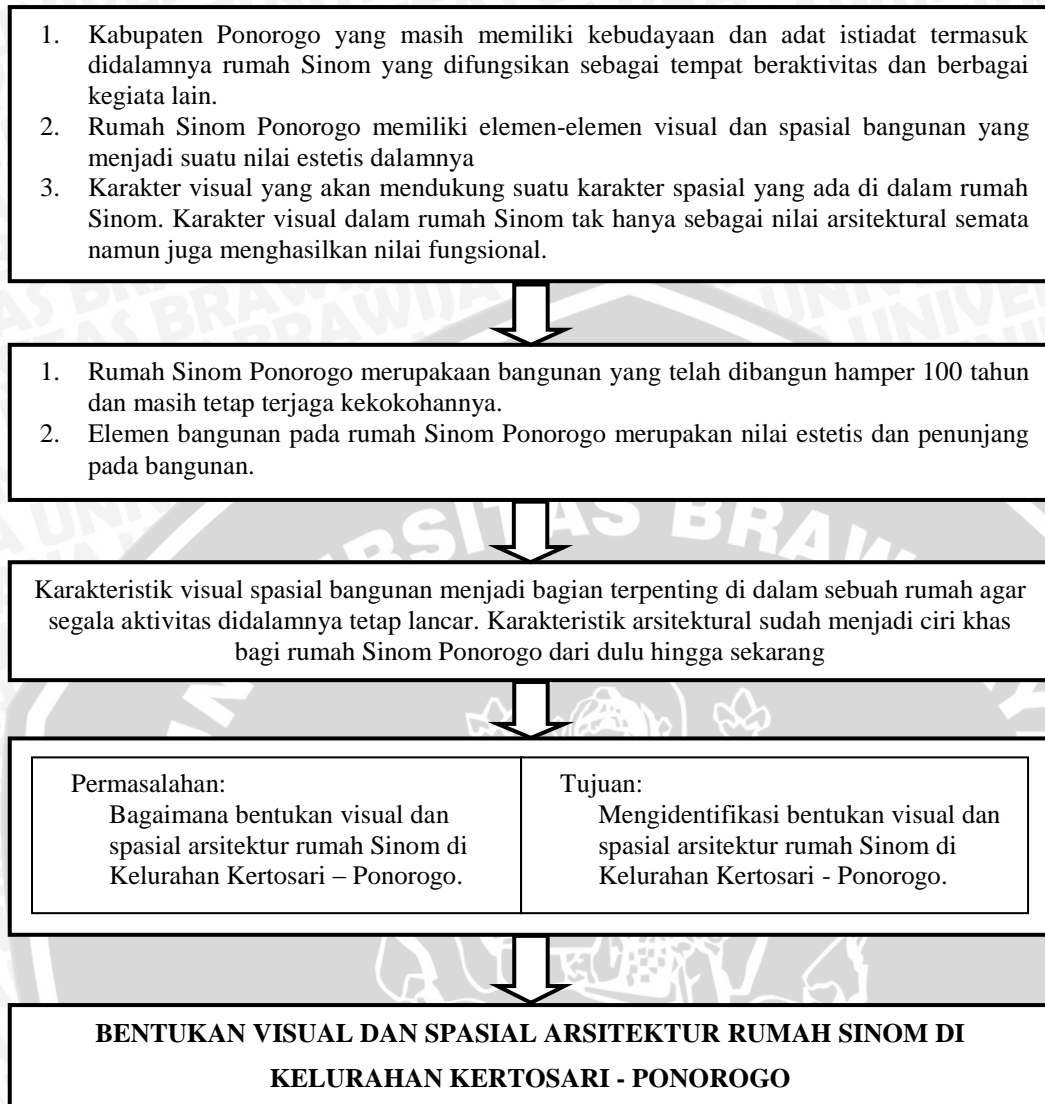 1. Kabupaten Ponorogo yang masih memiliki kebudayaan dan adat istiadat termasuk
didalamnya rumah Sinom yang difungsikan sebagai tempat beraktivitas dan berbagai
kegiata lain.
2. Rumah Sinom Ponorogo memiliki elemen-elemen visual dan spasial bangunan yang
menjadi suatu nilai estetis dalamnya
3. Karakter visual yang akan mendukung suatu karakter spasial yang ada di dalam rumah
Sinom. Karakter visual dalam rumah Sinom tak hanya sebagai nilai arsitektural semata
namun juga menghasilkan nilai fungsional.
1. Rumah Sinom Ponorogo merupakaan bangunan yang telah dibangun hamper 100 tahun
dan masih tetap terjaga kekokohannya.
2. Elemen bangunan pada rumah Sinom Ponorogo merupakan nilai estetis dan penunjang
pada bangunan.
Karakteristik visual spasial bangunan menjadi bagian terpenting di dalam sebuah rumah agar
segala aktivitas didalamnya tetap lancar. Karakteristik arsitektural sudah menjadi ciri khas
bagi rumah Sinom Ponorogo dari dulu hingga sekarang
Permasalahan:
Bagaimana bentukan visual dan
spasial arsitektur rumah Sinom di
Kelurahan Kertosari – Ponorogo.
Tujuan:
Mengidentifikasi bentukan visual dan
spasial arsitektur rumah Sinom di
Kelurahan Kertosari - Ponorogo.
BENTUKAN VISUAL DAN SPASIAL ARSITEKTUR RUMAH SINOM DI
KELURAHAN KERTOSARI - PONOROGO